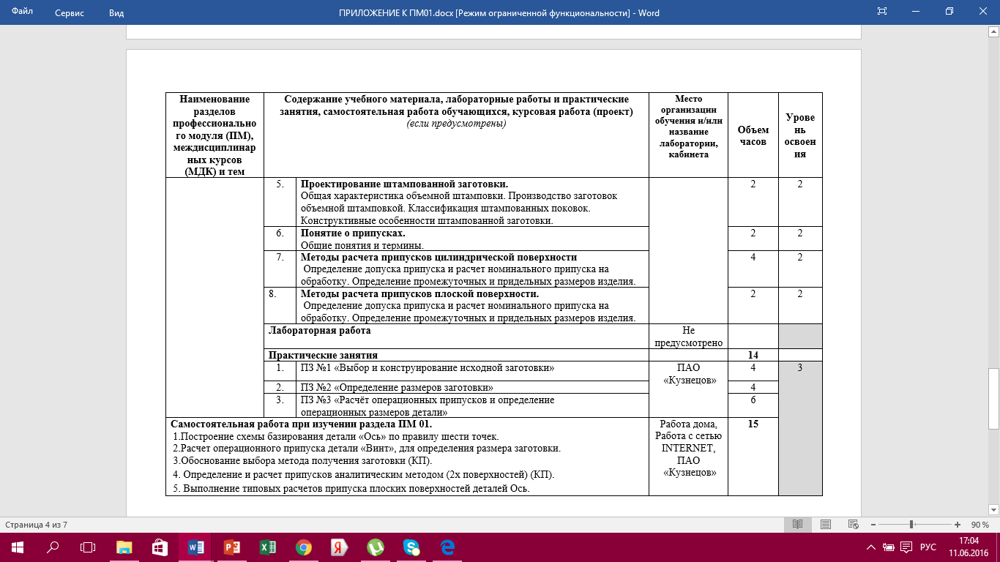 Файл
Сервис
Вид
ПРИЛОЖЕНИЕ К ПМ01.docx [Режим ограниченной функциональности] - Word
Наименование
разделов
профессионально
го модуля (ПМ),
междисциплинар
ных курсов
(МДК) и тем
Содержание учебного материала, лабораторные работы и практические
занятия, самостоятельная работа обучающихся, курсовая работа (проект)
(если предусмотрены)
Место
организации
обучения и/или
название
лаборатории,
кабинета
Объем
часов
Урове
нь
освоен
ия
5. Проектирование штампованной заготовки. 2 2
Общая характеристика объемной штамповки. Производство заготовок
объемной штамповкой. Классификация штампованных поковок.
Конструктивные особенности штампованной заготовки.
6. Понятие о припусках. 2 2
Общие понятия и термины.
7. Методы расчета припусков цилиндрической поверхности 4 2
Определение допуска припуска и расчет номинального припуска на
обработку. Определение промежуточных и придельных размеров изделия.
8. Методы расчета припусков плоской поверхности. 2 2
Определение допуска припуска и расчет номинального припуска на
обработку. Определение промежуточных и придельных размеров изделия.
Лабораторная работа Не
предусмотрено
Практические занятия 14
1. ПЗ №1 «Выбор и конструирование исходной заготовки» ПАО 4 3
«Кузнецов»
2. ПЗ №2 «Определение размеров заготовки» 4
3. ПЗ №3 «Расчёт операционных припусков и определение 6
операционных размеров детали»
Самостоятельная работа при изучении раздела ПМ 01. Работа дома, 15
1.Построение схемы базирования детали «Ось» по правилу шести точек. Работа с сетью
2.Расчет операционного припуска детали «Винт», для определения размера заготовки. INTERNET,
3.Обоснование выбора метода получения заготовки (КП). ПАО
4. Определение и расчет припусков аналитическим методом (2х поверхностей) (КП). «Кузнецов»
5. Выполнение типовых расчетов припуска плоских поверхностей деталей Ось.
Страница 4 из 7
90 %
РУС
17:04
11.06.2016